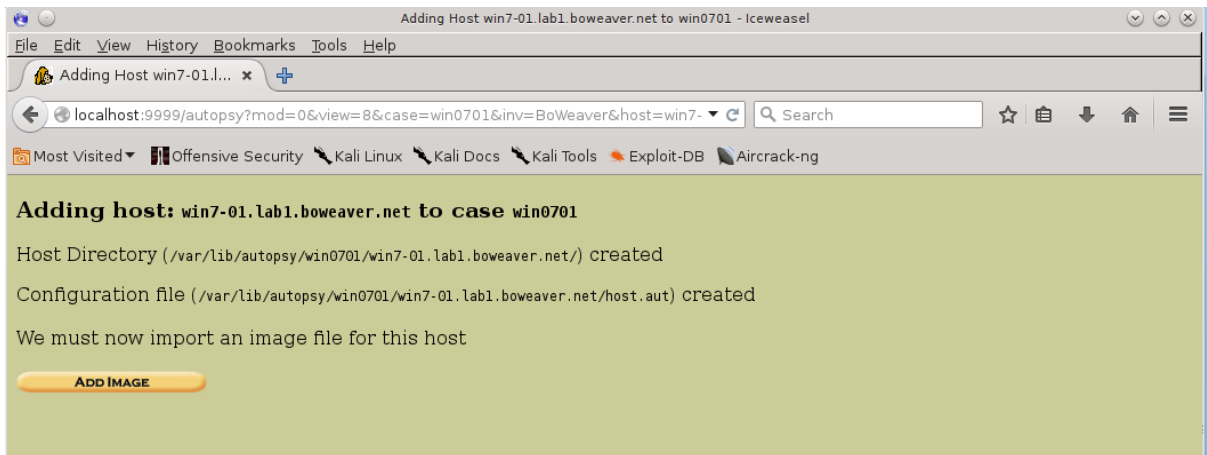 Adding Host win7-01.lab1.boweaver.net to win0701 - Iceweasel
File Edit View History Bookmarks Tools Help
Adding Host win7-01.l...
localhost:9999/autopsy?mod=0&view=8&case=win0701&inv=BoWeaver&host=win7- Search
Most Visited Offensive Security Kali Linux Kali Docs Kali Tools Exploit-DB Aircrack-ng
Adding host: win7-01.lab1.boweaver.net to case win0701
Host Directory (/var/lib/autopsy/win0701/win7-01.lab1.boweaver.net/) created
Configuration file (/var/lib/autopsy/win0701/win7-01.lab1.boweaver.net/host.aut) created
We must now import an image file for this host
ADD IMAGE